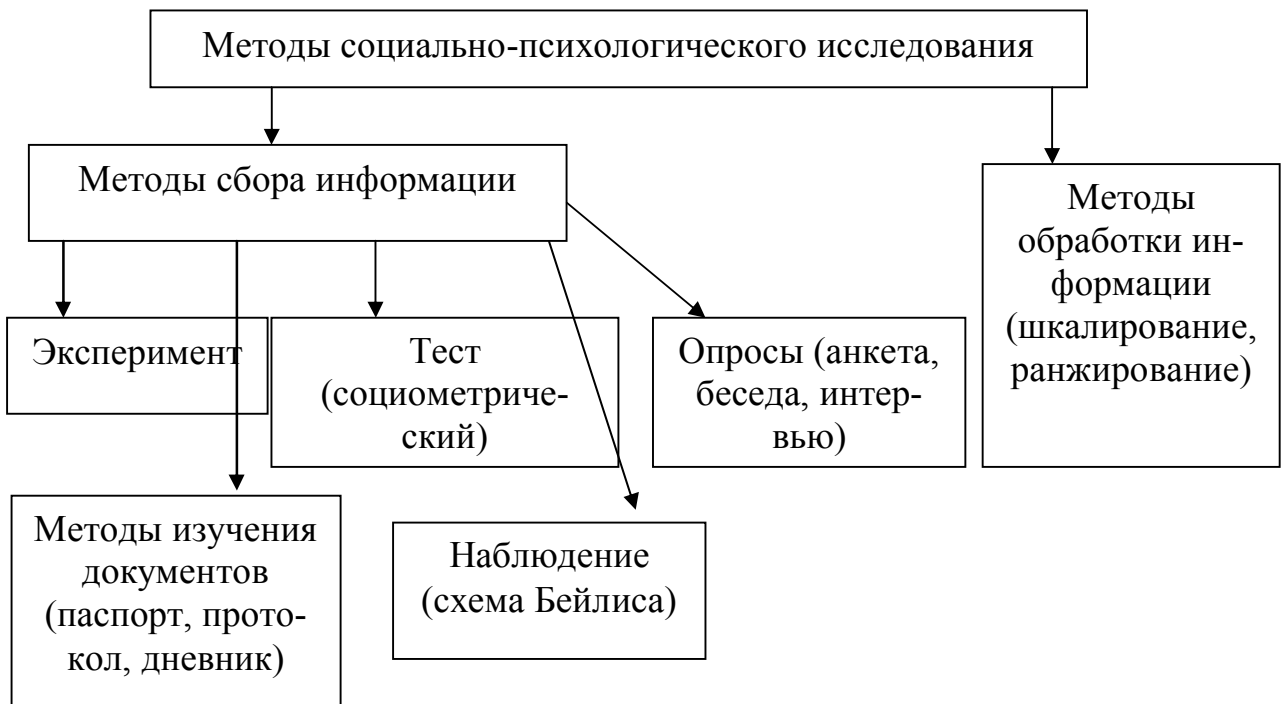 Методы социально-психологического исследования
Методы сбора информации
Методы
обработки ин-
формации
(шкалирование,
ранжирование)
Эксперимент
Тест
(социометриче-
ский)
Опросы (анкета,
беседа, интер-
вью)
Методы изучения
документов
(паспорт, прото-
кол, дневник)
Наблюдение
(схема Бейлиса)